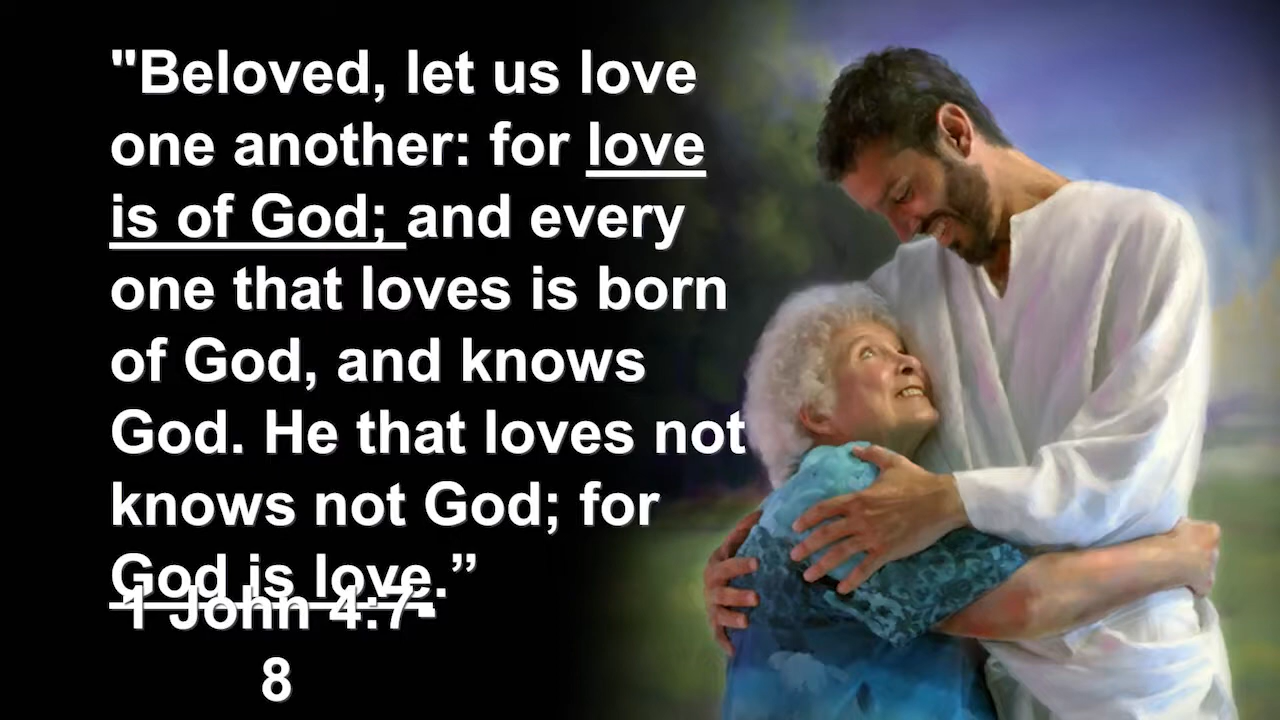 "Beloved, let us love
one another: for love
is of God; and every
one that loves is born
of God, and knows
God. He that loves not
knows not God; for
God is love.”
1 John 4:7-
8